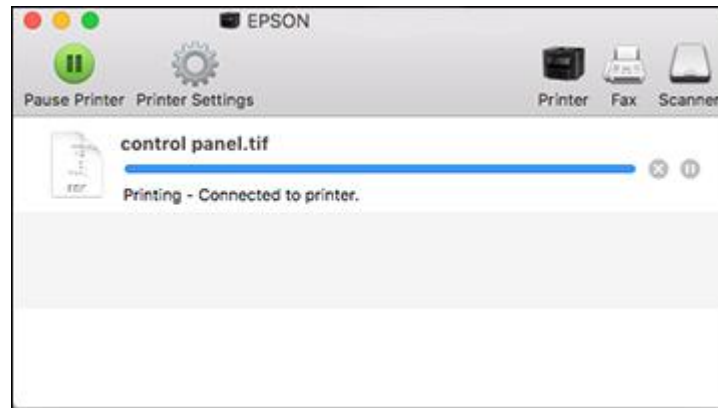 EPSON
Pause Printer Printer Settings Printer Fax Scanner
control panel.tif
Printing - Connected to printer.